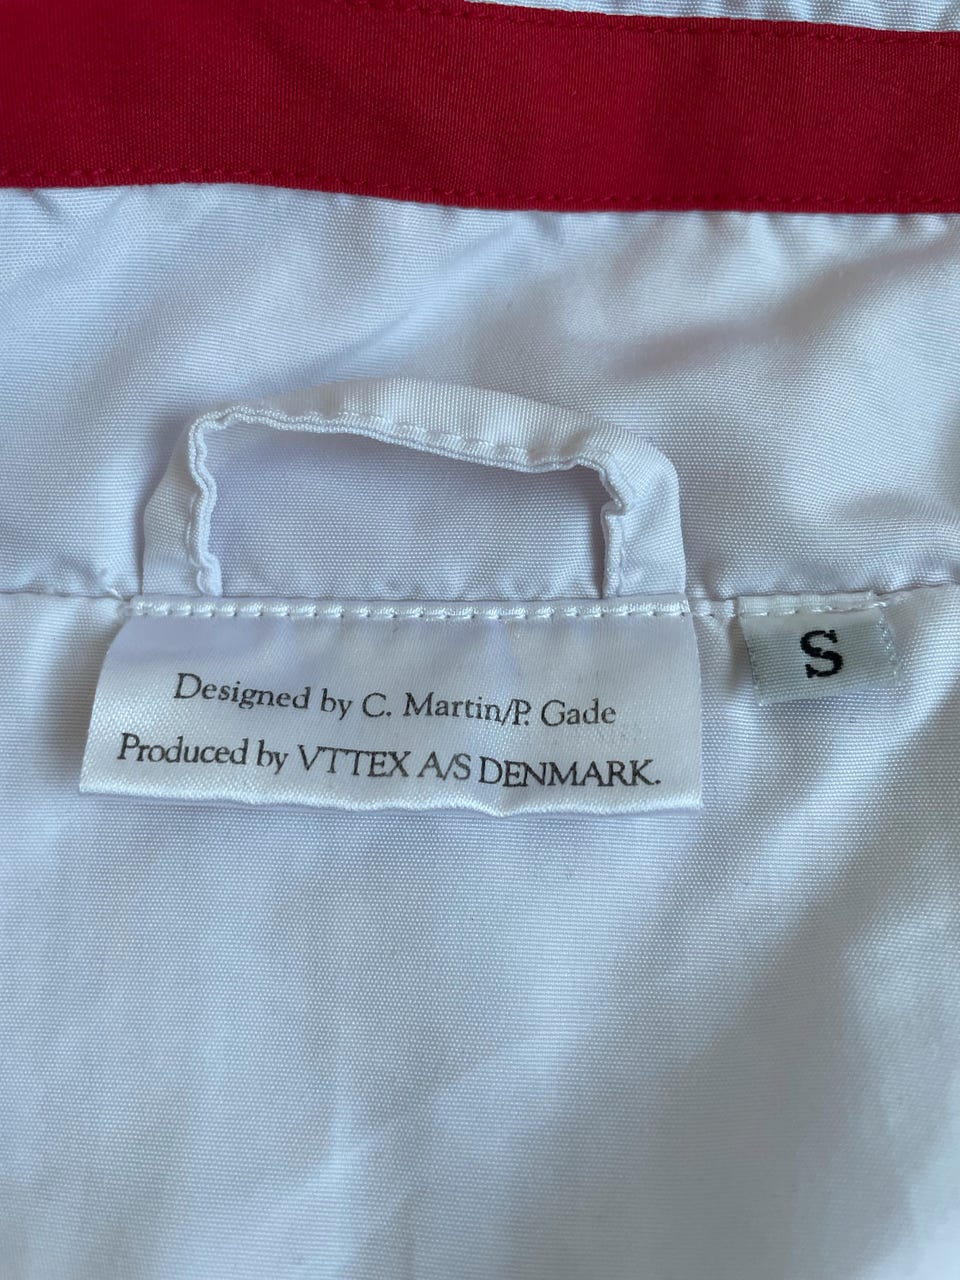 Designed by C. Martin/P. Gade
Produced by VTTEX A/S DENMARK.
S